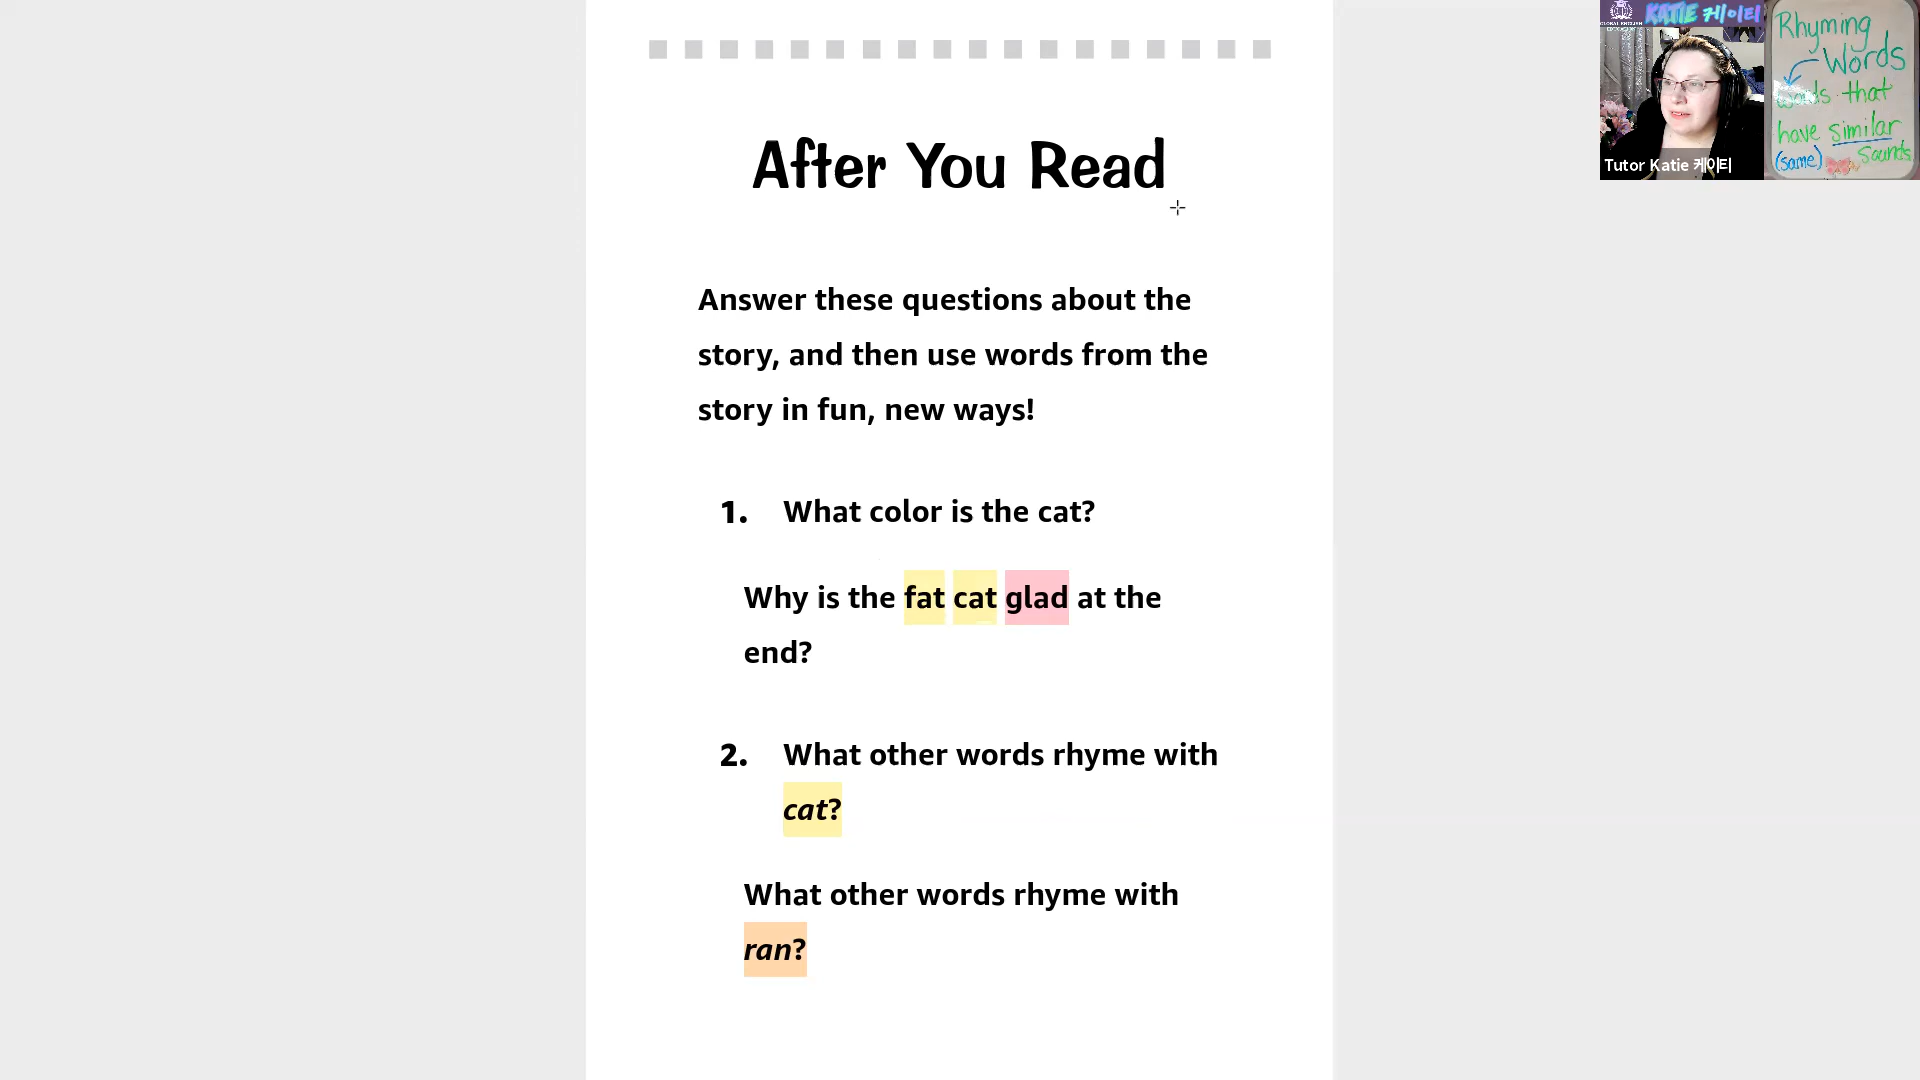 After You Read
Answer these questions about the
story, and then use words from the
story in fun, new ways!
1. What color is the cat?
Why is the fat cat glad at the
end?
2. What other words rhyme with
cat?
What other words rhyme with
ran?
KATIE 케이티
Tutor Katie 케이티
Rhyming
Words
words that
have similar
(same) Sounds